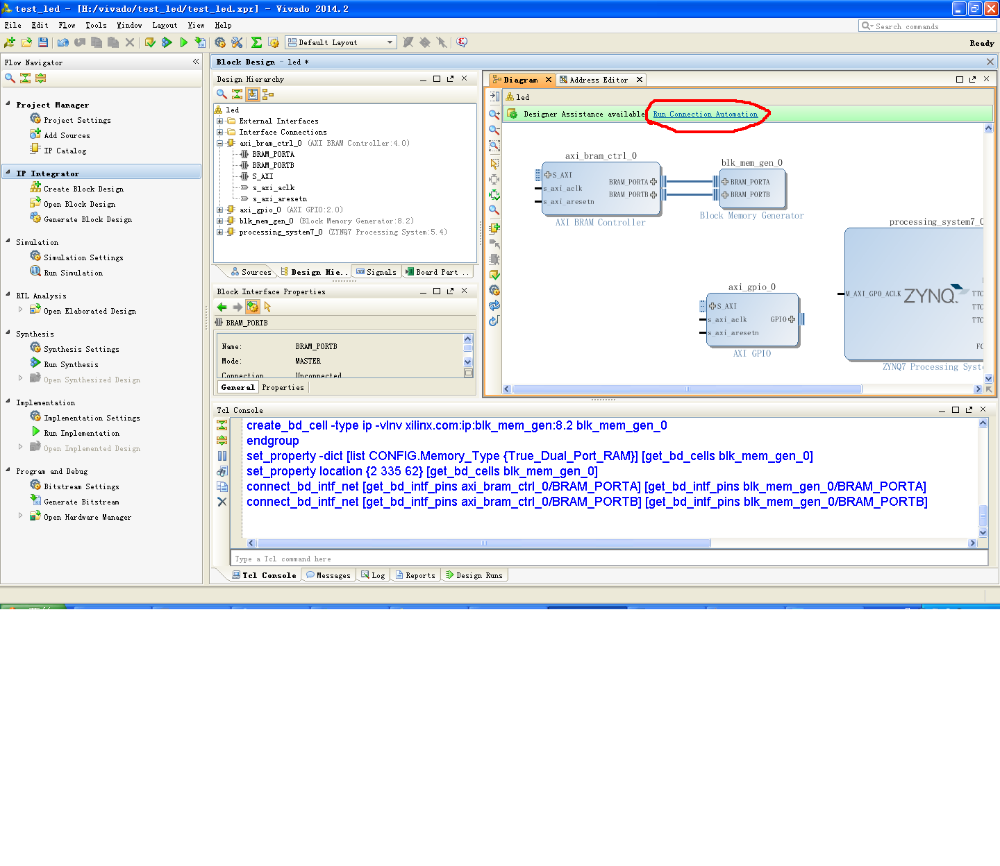 test_led - [H:/vivado/test_led/test_led.xpr] - Vivado 2014.2
File Edit Flow Tools Window Layout View Help
Search commands
Default Layout
Ready
Flow Navigator
Project Manager
Project Settings
Add Sources
IP Catalog
IP Integrator
Create Block Design
Open Block Design
Generate Block Design
Simulation
Simulation Settings
Run Simulation
RTL Analysis
Open Elaborated Design
Synthesis
Synthesis Settings
Run Synthesis
Open Synthesized Design
Implementation
Implementation Settings
Run Implementation
Open Implemented Design
Program and Debug
Bitstream Settings
Generate Bitstream
Open Hardware Manager
Block Design - led *
Design Hierarchy
led
External Interfaces
Interface Connections
axi_bram_ctrl_0 (AXI BRAM Controller:4.0)
BRAM_PORTA
BRAM_PORTB
S_AXI
s_axi_aclk
s_axi_aresetn
axi_gpio_0 (AXI GPIO:2.0)
blk_mem_gen_0 (Block Memory Generator:8.2)
processing_system7_0 (ZYNQ7 Processing System:5.4)
Sources Design Hie.. Signals Board Part ..
Block Interface Properties
BRAM_PORTB
Name: BRAM_PORTB
Mode: MASTER
Connection Unconnected
General Properties
Diagram Address Editor
led
Designer Assistance available Run Connection Automation
axi_bram_ctrl_0
S_AXI
s_axi_aclk
s_axi_aresetn
BRAM_PORTA
BRAM_PORTB
AXI BRAM Controller
blk_mem_gen_0
BRAM_PORTA
BRAM_PORTB
Block Memory Generator
processing_system7_0
M_AXI_GP0_ACLK
ZYNQ
TTC
TTC
TTC
FC
ZYNQ7 Processing Syst
axi_gpio_0
S_AXI
s_axi_aclk
s_axi_aresetn
GPIO
AXI GPIO
Tcl Console
create_bd_cell -type ip -vlnv xilinx.com:ip:blk_mem_gen:8.2 blk_mem_gen_0
endgroup
set_property -dict [list CONFIG.Memory_Type {True_Dual_Port_RAM}] [get_bd_cells blk_mem_gen_0]
set_property location {2 335 62} [get_bd_cells blk_mem_gen_0]
connect_bd_intf_net [get_bd_intf_pins axi_bram_ctrl_0/BRAM_PORTA] [get_bd_intf_pins blk_mem_gen_0/BRAM_PORTA]
connect_bd_intf_net [get_bd_intf_pins axi_bram_ctrl_0/BRAM_PORTB] [get_bd_intf_pins blk_mem_gen_0/BRAM_PORTB]
Type a Tcl command here
Tcl Console Messages Log Reports Design Runs